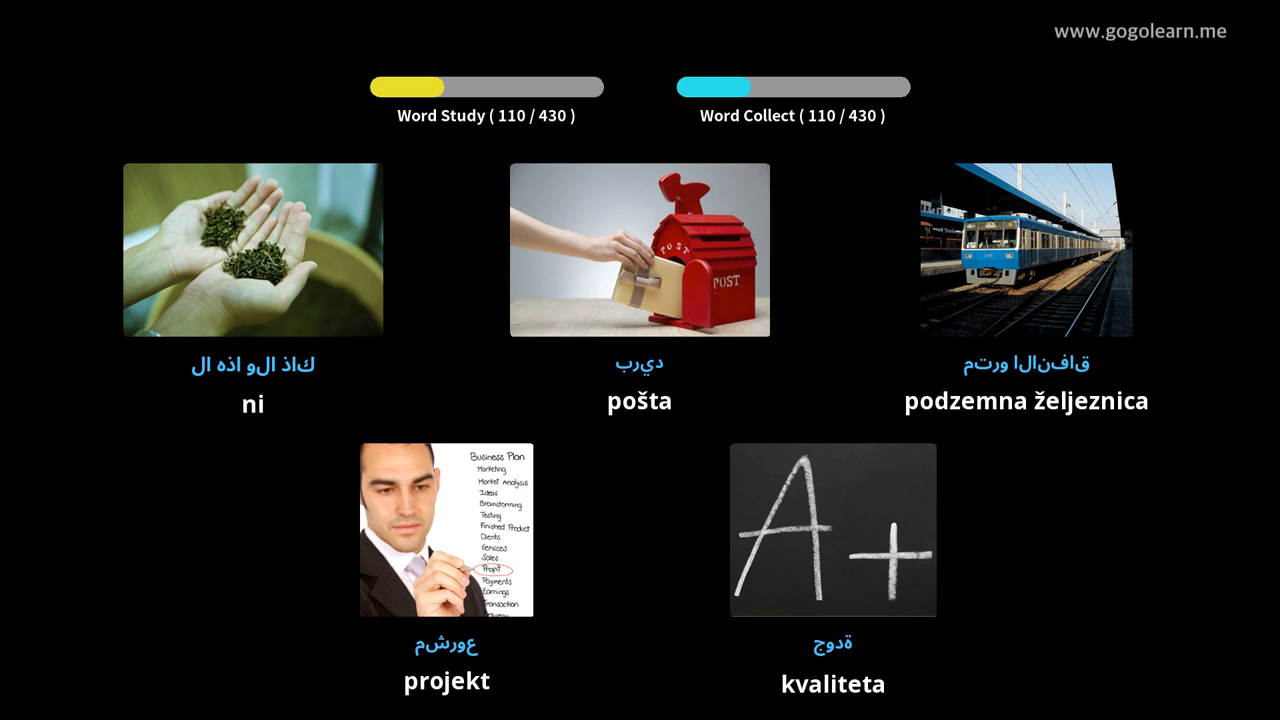 www.gogolearn.me
Word Study ( 110 / 430 )
Word Collect ( 110 / 430 )
POST
POST
كاذ الو اذه ال
ni
ديرب
pošta
قافنالا ورتم
podzemna željeznica
Business Plan
Marketing
Market Analysis
Ideas
Brainstorming
Testing
Finished Product
Clients
Services
Sales
Profit
Payments
Earnings
Transaction
A+
عورشم
projekt
ةدوج
kvaliteta